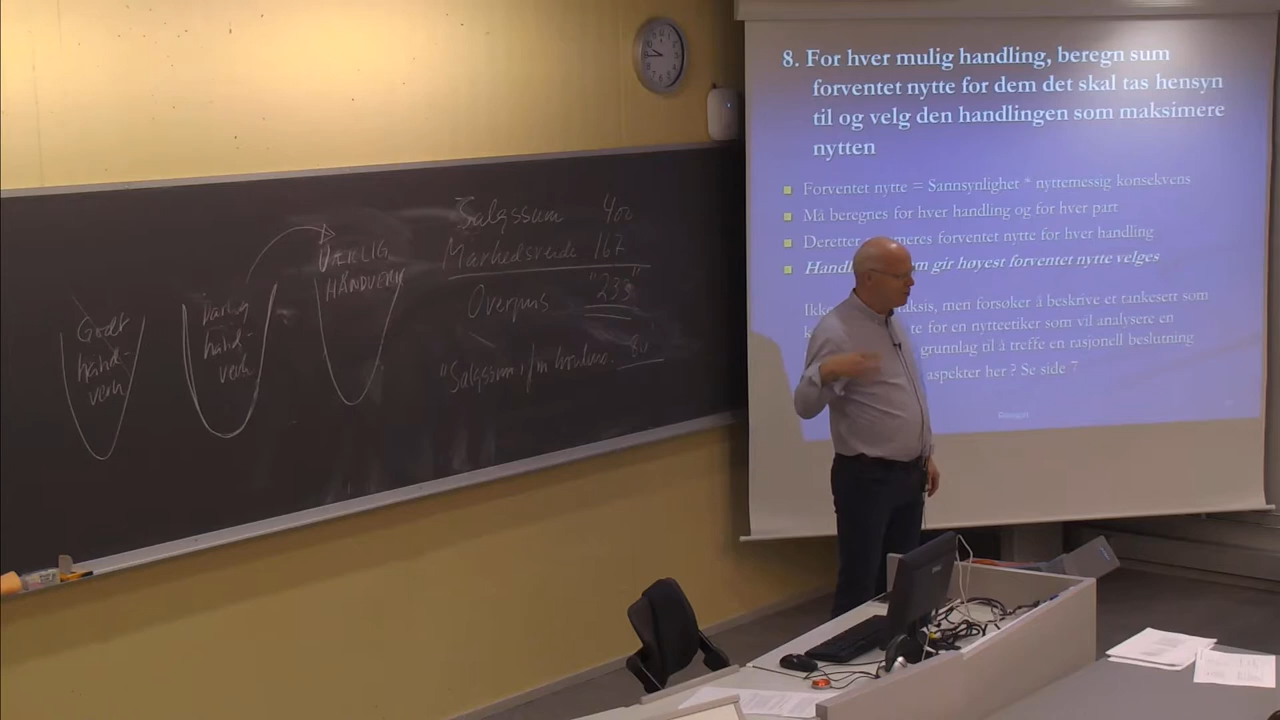 Godt
hånd-
verk
Dårlig
hånd-
verk
HÅNDVERK
Salgssum 400
Markedsverdi 167
Overpris "233"
"Salgssum
8. For hver mulig handling, beregn sum
forventet nytte for dem det skal tas hensyn
til og velg den handlingen som maksimere
nytten
Forventet nytte = Sannsynlighet * nyttemessig konsekvens
Må beregnes for hver handling og for hver part
Deretter meres forventet nytte for hver handling
Handl m gir høyest forventet nytte velges
Ikke aksis, men forsøker å beskrive et tankesett som
k te for en nytteetiker som vil analysere en
grunnlag til å treffe en rasjonell beslutning
aspekter her ? Se side 7